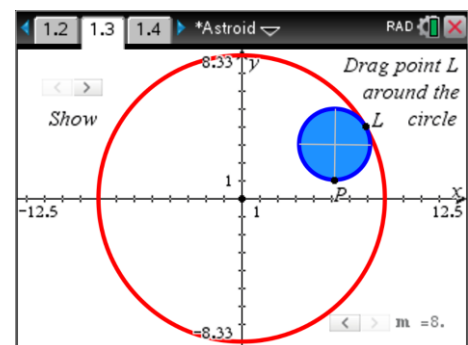 1.2 1.3 1.4 *Astroid RAD
8.33 y
Drag point L
around the
circle
< >
Show
L
1
P
x
-12.5
1
12.5
-8.33
< > m =8.